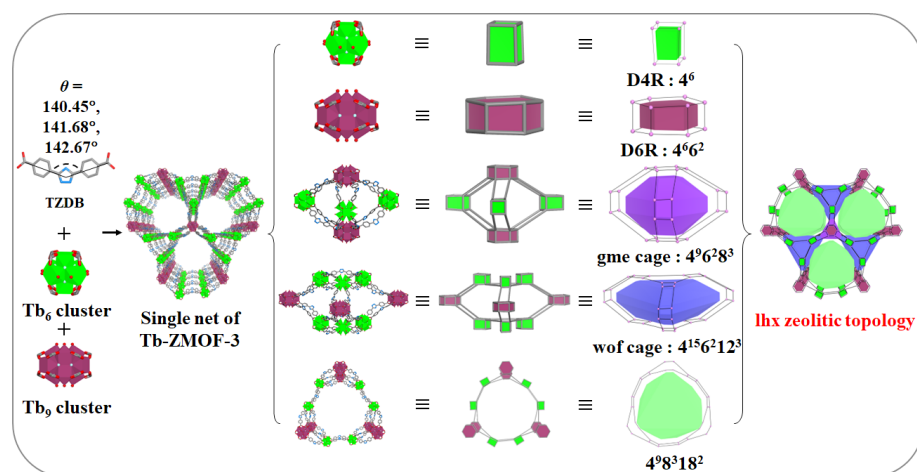 θ =
140.45°,
141.68°,
142.67°
TZDB
+
Tb₆ cluster
+
Tb₉ cluster
Single net of
Tb-ZMOF-3
≡ ≡
D4R : 4⁶
≡ ≡
D6R : 4⁶6²
≡ ≡
gme cage : 4⁹6²8³
≡ ≡
wof cage : 4¹⁵6²12³
≡ ≡
4⁹8³18²
lhx zeolitic topology